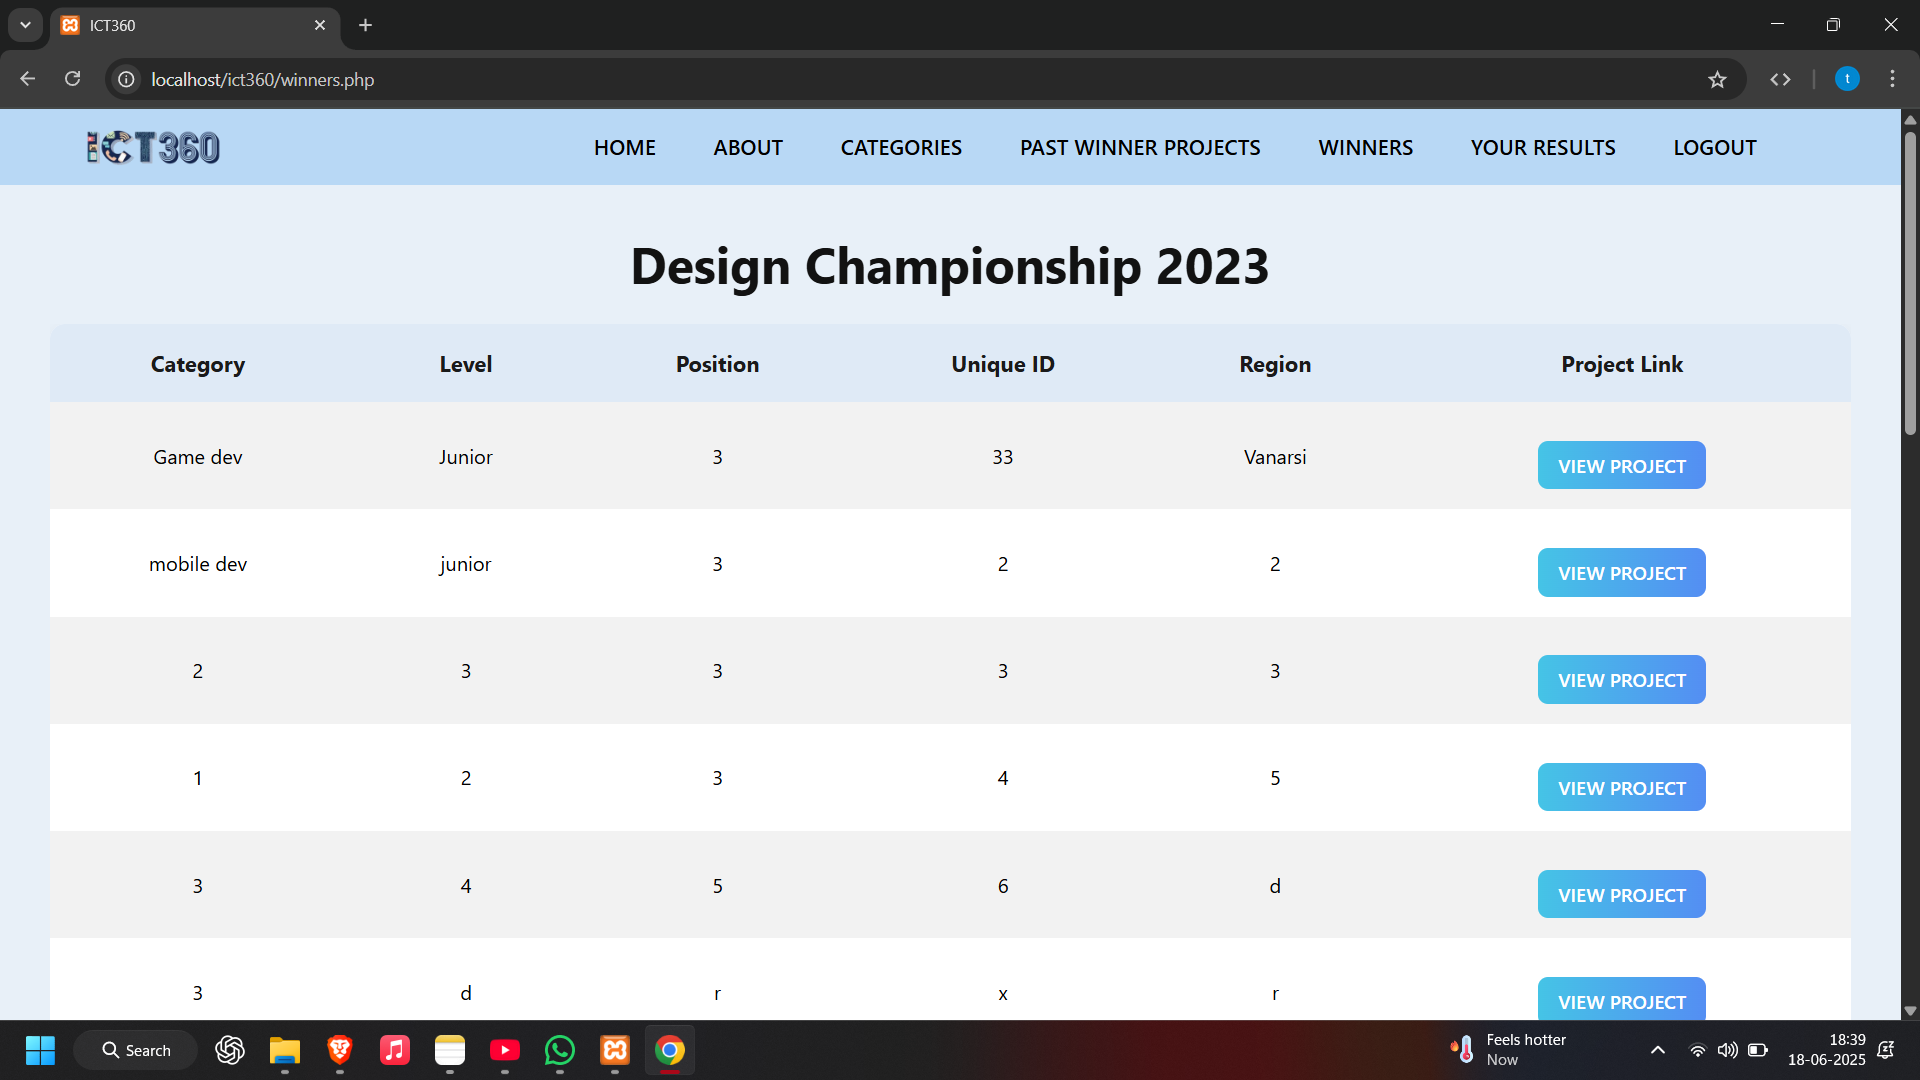 ICT360
localhost/ict360/winners.php
t
ICT360 HOME ABOUT CATEGORIES PAST WINNER PROJECTS WINNERS YOUR RESULTS LOGOUT
Design Championship 2023
Category Level Position Unique ID Region Project Link
Game dev Junior 3 33 Vanarsi VIEW PROJECT
mobile dev junior 3 2 2 VIEW PROJECT
2 3 3 3 3 VIEW PROJECT
1 2 3 4 5 VIEW PROJECT
3 4 5 6 d VIEW PROJECT
3 d r x r VIEW PROJECT
Search
Feels hotter
Now
18:39
18-06-2025